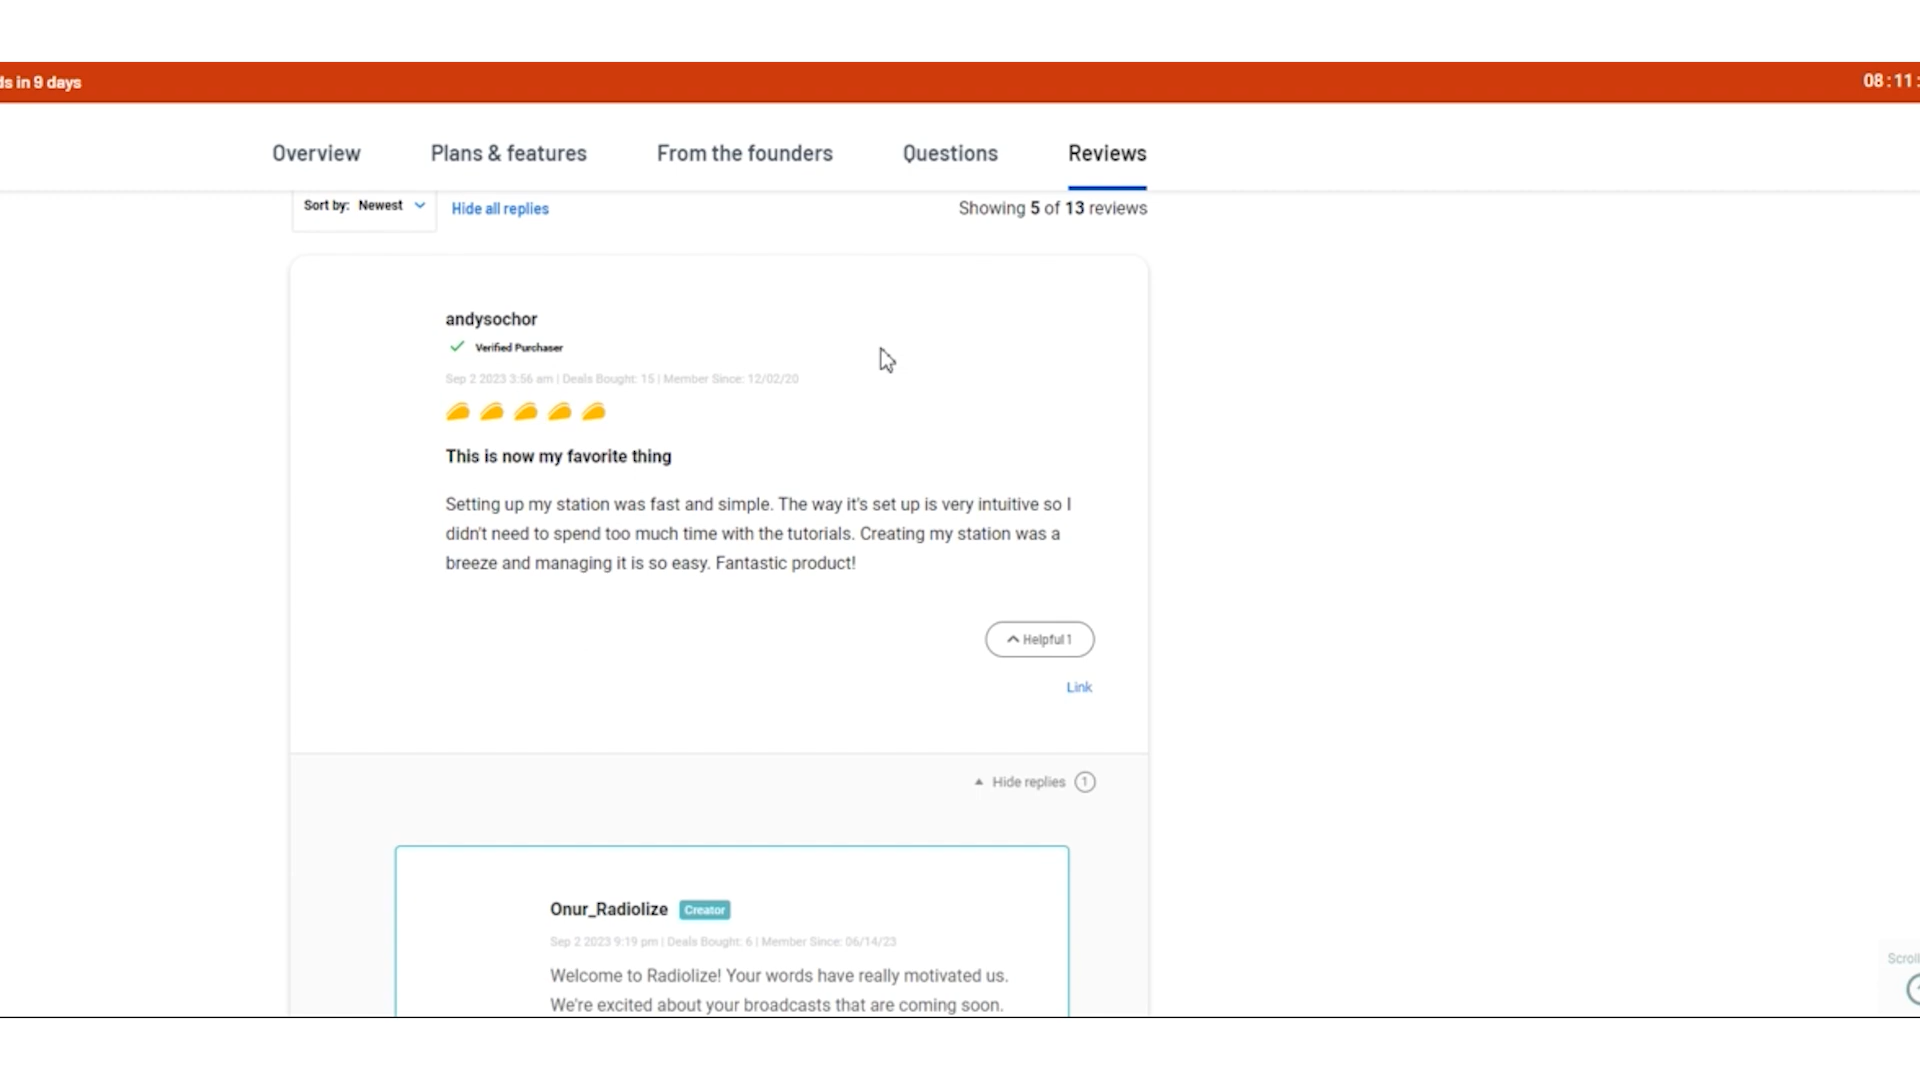 ds in 9 days
08:11:
Overview Plans & features From the founders Questions Reviews
Sort by: Newest Hide all replies Showing 5 of 13 reviews
andysochor
Verified Purchaser
Sep 2 2023 3:56 am | Deals Bought: 15 | Member Since: 12/02/20
This is now my favorite thing
Setting up my station was fast and simple. The way it's set up is very intuitive so I
didn't need to spend too much time with the tutorials. Creating my station was a
breeze and managing it is so easy. Fantastic product!
Helpful 1
Link
Hide replies 1
Onur_Radiolize Creator
Sep 2 2023 9:19 pm | Deals Bought: 6 | Member Since: 06/14/23
Welcome to Radiolize! Your words have really motivated us.
Scroll
We're excited about your broadcasts that are coming soon.